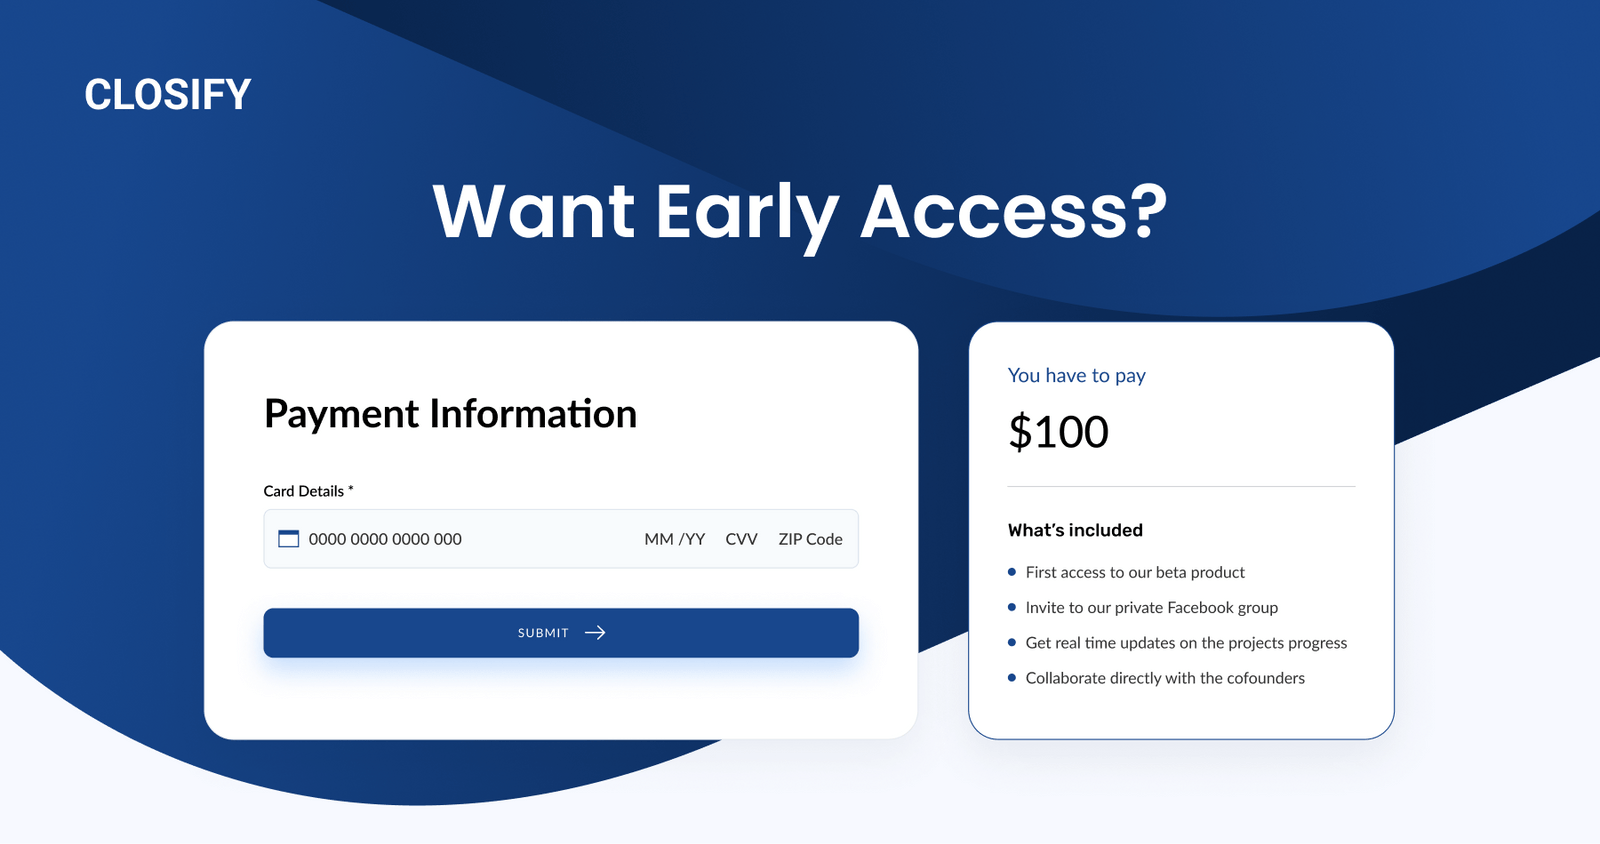 CLOSIFY
Want Early Access?
Payment Information
Card Details *
0000 0000 0000 000 MM /YY CVV ZIP Code
SUBMIT
You have to pay
$100
What’s included
First access to our beta product
Invite to our private Facebook group
Get real time updates on the projects progress
Collaborate directly with the cofounders